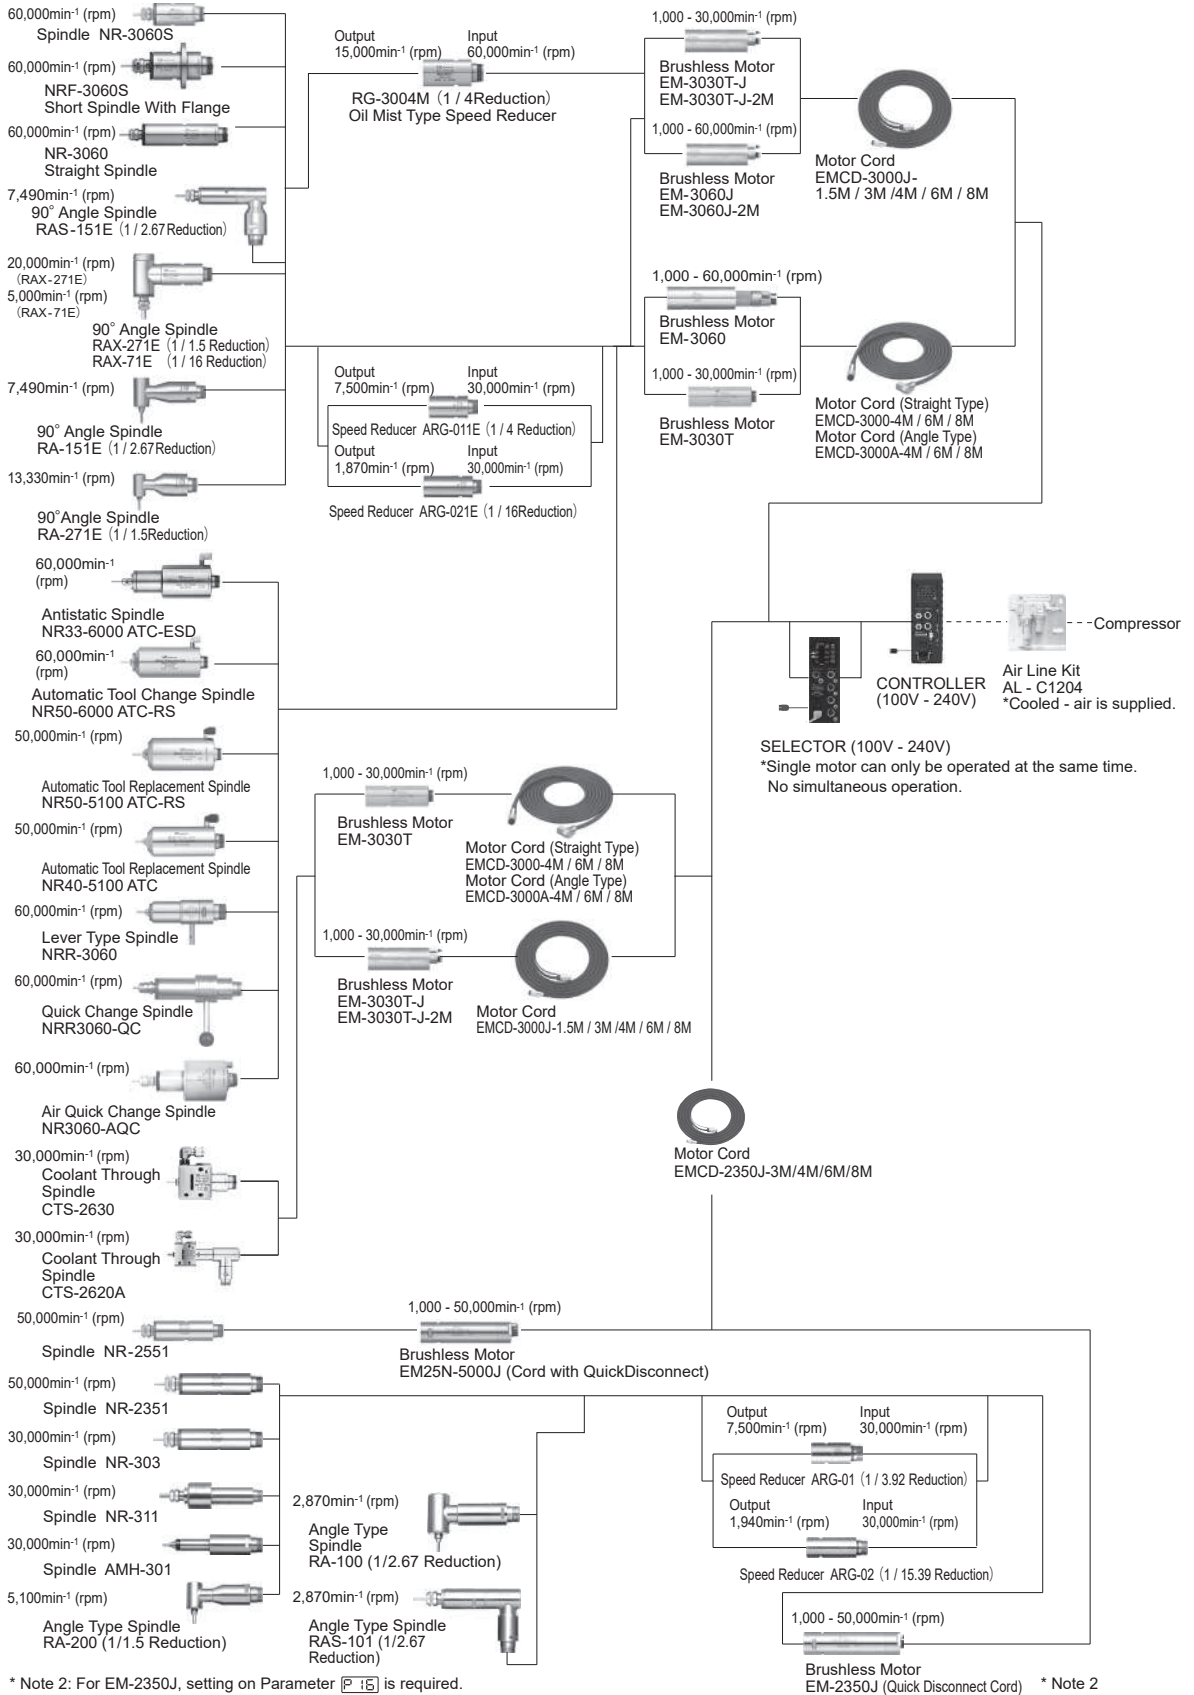 60,000min-1 (rpm)
Spindle NR-3060S
60,000min-1 (rpm)
NRF-3060S
Short Spindle With Flange
60,000min-1 (rpm)
NR-3060
Straight Spindle
7,490min-1 (rpm)
90° Angle Spindle
RAS-151E (1 / 2.67Reduction)
20,000min-1 (rpm)
(RAX-271E)
5,000min-1 (rpm)
(RAX-71E)
90° Angle Spindle
RAX-271E (1 / 1.5 Reduction)
RAX-71E (1 / 16 Reduction)
7,490min-1 (rpm)
90° Angle Spindle
RA-151E (1 / 2.67Reduction)
13,330min-1 (rpm)
90°Angle Spindle
RA-271E (1 / 1.5Reduction)
60,000min-1
(rpm)
Antistatic Spindle
NR33-6000 ATC-ESD
60,000min-1
(rpm)
Automatic Tool Change Spindle
NR50-6000 ATC-RS
50,000min-1 (rpm)
Automatic Tool Replacement Spindle
NR50-5100 ATC-RS
50,000min-1 (rpm)
Automatic Tool Replacement Spindle
NR40-5100 ATC
60,000min-1 (rpm)
Lever Type Spindle
NRR-3060
60,000min-1 (rpm)
Quick Change Spindle
NRR3060-QC
60,000min-1 (rpm)
Air Quick Change Spindle
NR3060-AQC
30,000min-1 (rpm)
Coolant Through
Spindle
CTS-2630
30,000min-1 (rpm)
Coolant Through
Spindle
CTS-2620A
50,000min-1 (rpm)
Spindle NR-2551
50,000min-1 (rpm)
Spindle NR-2351
30,000min-1 (rpm)
Spindle NR-303
30,000min-1 (rpm)
Spindle NR-311
30,000min-1 (rpm)
Spindle AMH-301
5,100min-1 (rpm)
Angle Type Spindle
RA-200 (1/1.5 Reduction)
Output Input
15,000min-1 (rpm) 60,000min-1 (rpm)
RG-3004M (1 / 4Reduction)
Oil Mist Type Speed Reducer
Output Input
7,500min-1 (rpm) 30,000min-1 (rpm)
Speed Reducer ARG-011E (1 / 4 Reduction)
Output Input
1,870min-1 (rpm) 30,000min-1 (rpm)
Speed Reducer ARG-021E (1 / 16Reduction)
1,000 - 30,000min-1 (rpm)
Brushless Motor
EM-3030T-J
EM-3030T-J-2M
1,000 - 60,000min-1 (rpm)
Brushless Motor
EM-3060J
EM-3060J-2M
Motor Cord
EMCD-3000J-
1.5M / 3M /4M / 6M / 8M
1,000 - 60,000min-1 (rpm)
Brushless Motor
EM-3060
1,000 - 30,000min-1 (rpm)
Brushless Motor
EM-3030T
Motor Cord (Straight Type)
EMCD-3000-4M / 6M / 8M
Motor Cord (Angle Type)
EMCD-3000A-4M / 6M / 8M
CONTROLLER
(100V - 240V)
Air Line Kit
AL - C1204
*Cooled - air is supplied.
Compressor
SELECTOR (100V - 240V)
*Single motor can only be operated at the same time.
No simultaneous operation.
1,000 - 30,000min-1 (rpm)
Brushless Motor
EM-3030T
Motor Cord (Straight Type)
EMCD-3000-4M / 6M / 8M
Motor Cord (Angle Type)
EMCD-3000A-4M / 6M / 8M
1,000 - 30,000min-1 (rpm)
Brushless Motor
EM-3030T-J
EM-3030T-J-2M
Motor Cord
EMCD-3000J-1.5M / 3M /4M / 6M / 8M
Motor Cord
EMCD-2350J-3M/4M/6M/8M
1,000 - 50,000min-1 (rpm)
Brushless Motor
EM25N-5000J (Cord with QuickDisconnect)
2,870min-1 (rpm)
Angle Type
Spindle
RA-100 (1/2.67 Reduction)
2,870min-1 (rpm)
Angle Type Spindle
RAS-101 (1/2.67
Reduction)
Output Input
7,500min-1 (rpm) 30,000min-1 (rpm)
Speed Reducer ARG-01 (1 / 3.92 Reduction)
Output Input
1,940min-1 (rpm) 30,000min-1 (rpm)
Speed Reducer ARG-02 (1 / 15.39 Reduction)
1,000 - 50,000min-1 (rpm)
Brushless Motor
EM-2350J (Quick Disconnect Cord) * Note 2
* Note 2: For EM-2350J, setting on Parameter P 16 is required.